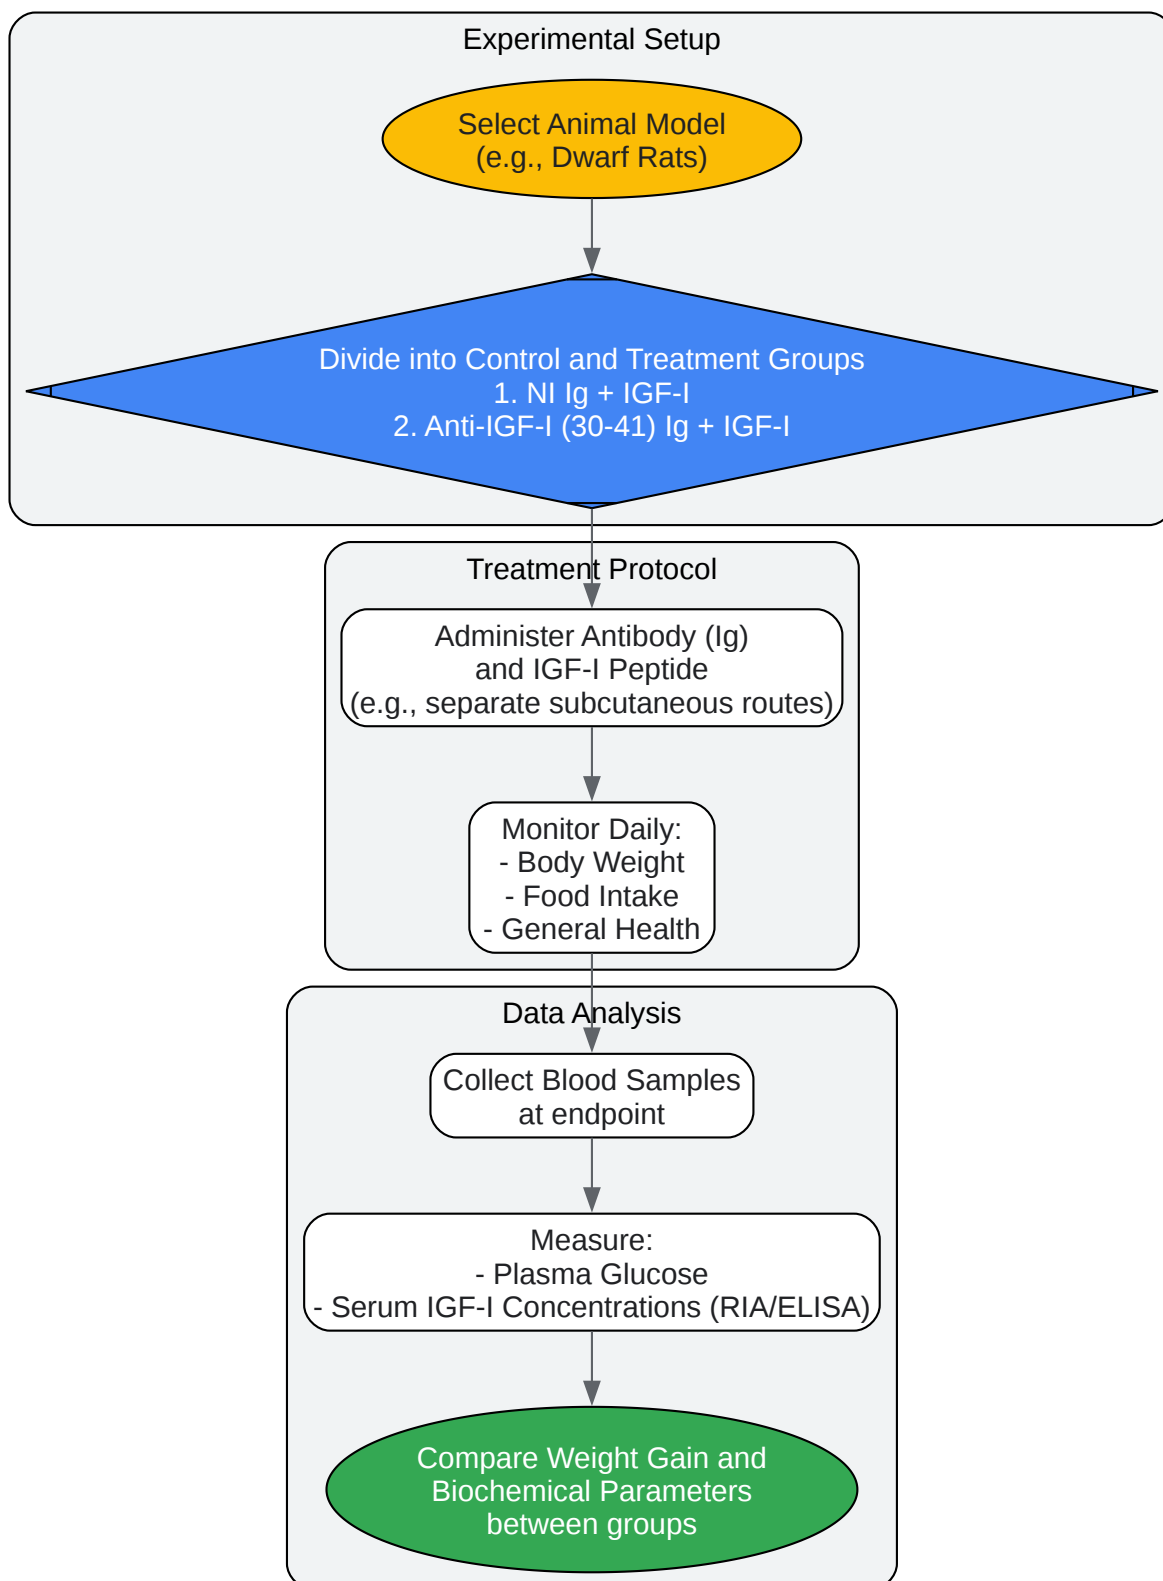 Experimental Setup
Select Animal Model
(e.g., Dwarf Rats)
Divide into Control and Treatment Groups
1. NI Ig + IGF-I
2. Anti-IGF-I (30-41) Ig + IGF-I
Treatment Protocol
Administer Antibody (Ig)
and IGF-I Peptide
(e.g., separate subcutaneous routes)
Monitor Daily:
- Body Weight
- Food Intake
- General Health
Data Analysis
Collect Blood Samples
at endpoint
Measure:
- Plasma Glucose
- Serum IGF-I Concentrations (RIA/ELISA)
Compare Weight Gain and
Biochemical Parameters
between groups